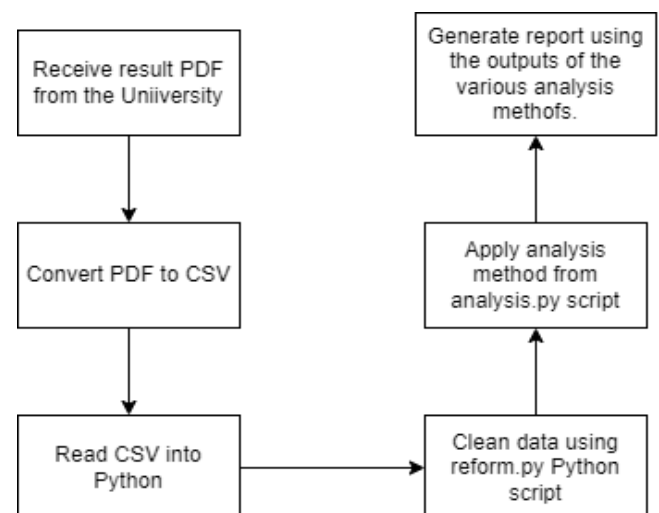 Receive result PDF
from the Uniiversity
Convert PDF to CSV
Read CSV into
Python
Clean data using
reform.py Python
script
Apply analysis
method from
analysis.py script
Generate report using
the outputs of the
various analysis
methofs.